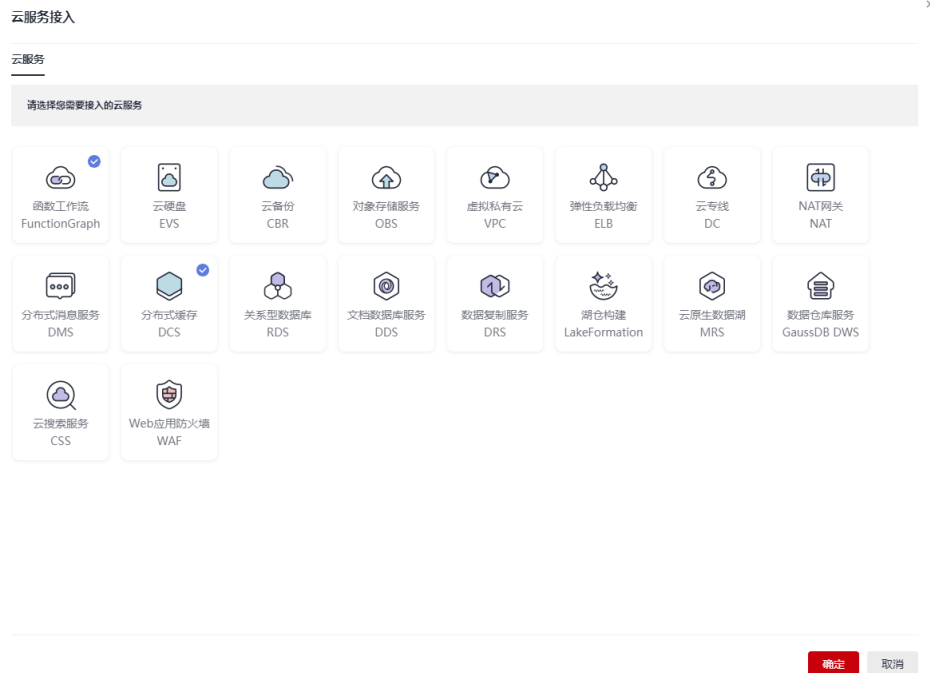 云服务接入
云服务
请选择您需要接入的云服务
函数工作流
FunctionGraph
云硬盘
EVS
云备份
CBR
对象存储服务
OBS
虚拟私有云
VPC
弹性负载均衡
ELB
云专线
DC
NAT网关
NAT
分布式消息服务
DMS
分布式缓存
DCS
关系型数据库
RDS
文档数据库服务
DDS
数据复制服务
DRS
湖仓构建
LakeFormation
云原生数据湖
MRS
数据仓库服务
GaussDB DWS
云搜索服务
CSS
Web应用防火墙
WAF
确定
取消